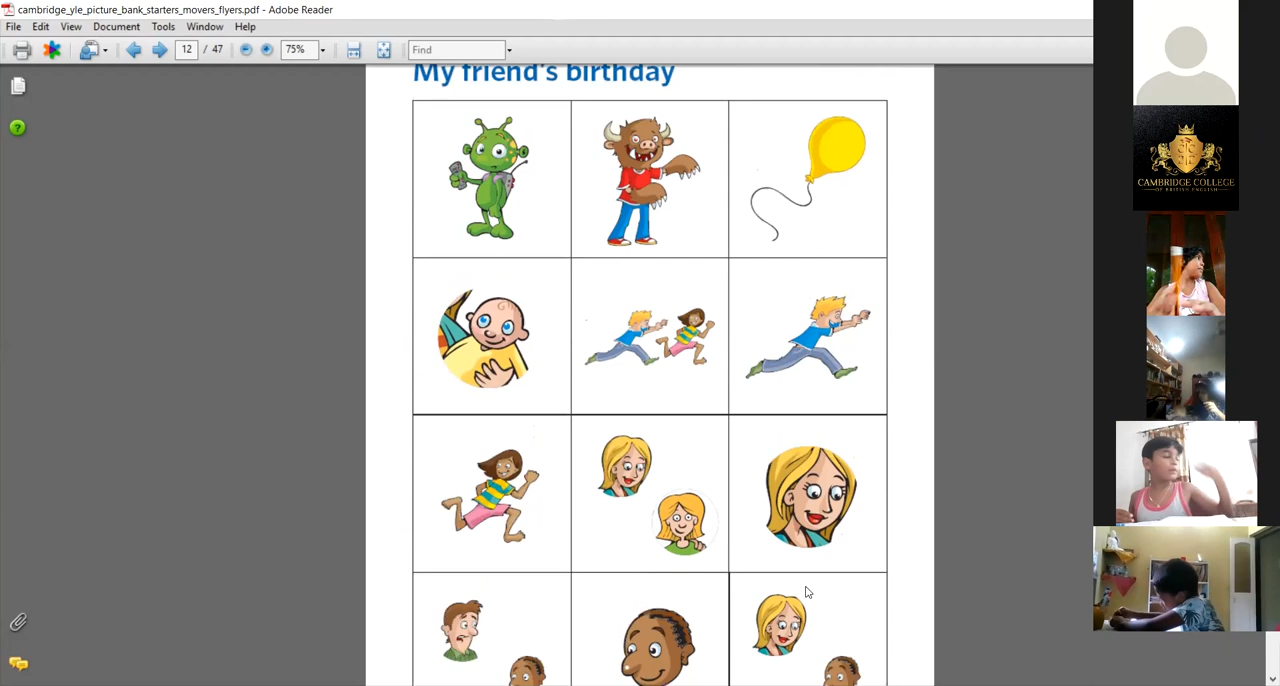 cambridge_yle_picture_bank_starters_movers_flyers.pdf - Adobe Reader
File Edit View Document Tools Window Help
12 / 47 75% Find
My friend's birthday
CAMBRIDGE COLLEGE
OF BRITISH ENGLISH